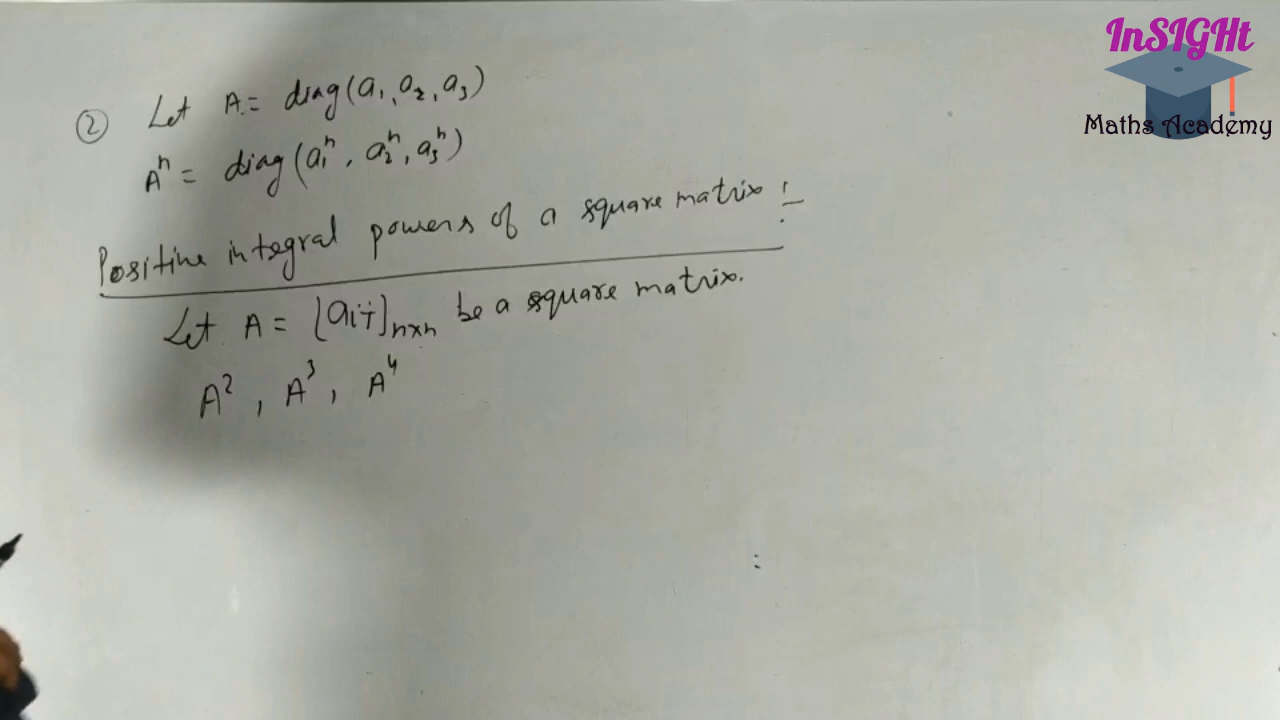 InSIGHt
Maths Academy
② Let A = diag(a₁, a₂, a₃)
Aⁿ = diag(a₁ⁿ, a₂ⁿ, a₃ⁿ)
Positive integral powers of a square matrix :-
Let A = [aij]n×n be a square matrix.
A², A³, A⁴